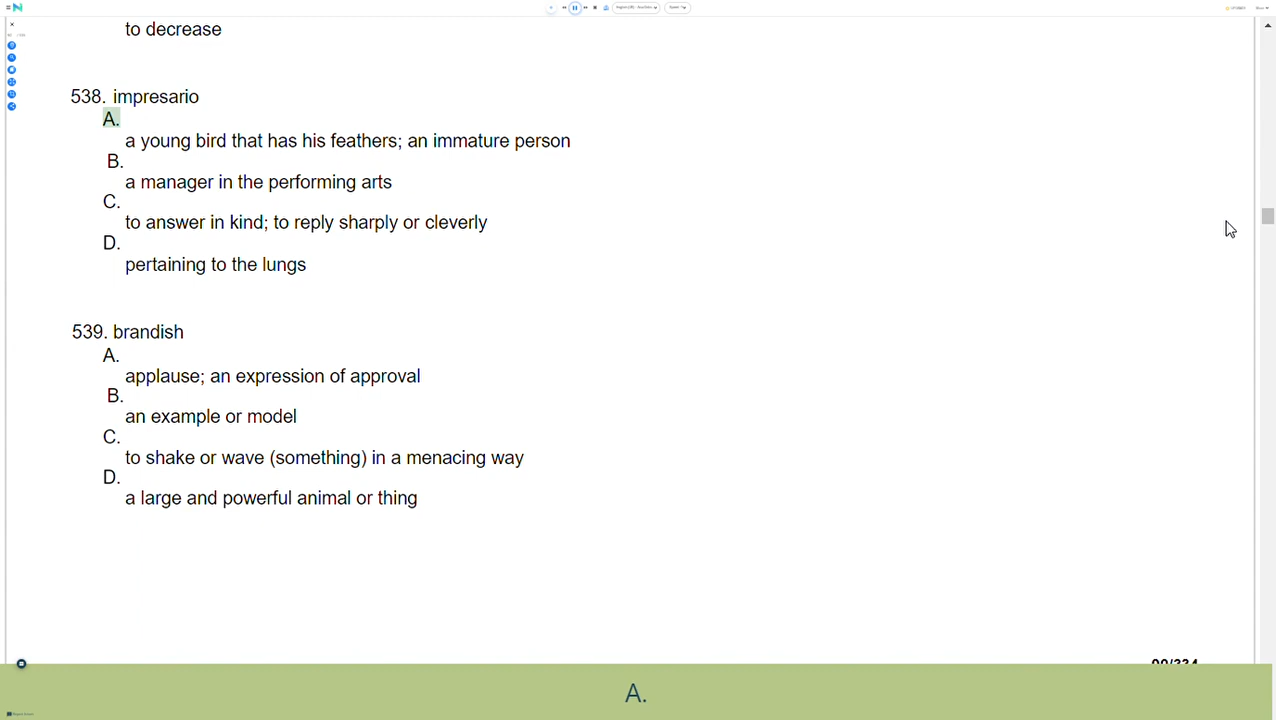 to decrease
538. impresario
A.
a young bird that has his feathers; an immature person
B.
a manager in the performing arts
C.
to answer in kind; to reply sharply or cleverly
D.
pertaining to the lungs
539. brandish
A.
applause; an expression of approval
B.
an example or model
C.
to shake or wave (something) in a menacing way
D.
a large and powerful animal or thing
A.